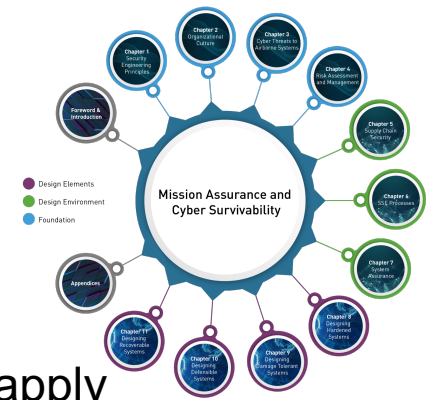 Chapter 1
Security
Engineering
Principles
Chapter 2
Organizational
Culture
Chapter 3
Cyber Threats to
Airborne Systems
Chapter 4
Risk Assessment
and Management
Chapter 5
Supply Chain
Security
Chapter 6
SSE Processes
Chapter 7
System
Assurance
Chapter 8
Designing
Hardened
Systems
Chapter 9
Designing
Damage Tolerant
Systems
Chapter 10
Designing
Defensible
Systems
Chapter 11
Designing
Recoverable
Systems
Appendices
Foreword &
Introduction
Mission Assurance and
Cyber Survivability
Design Elements
Design Environment
Foundation
apply